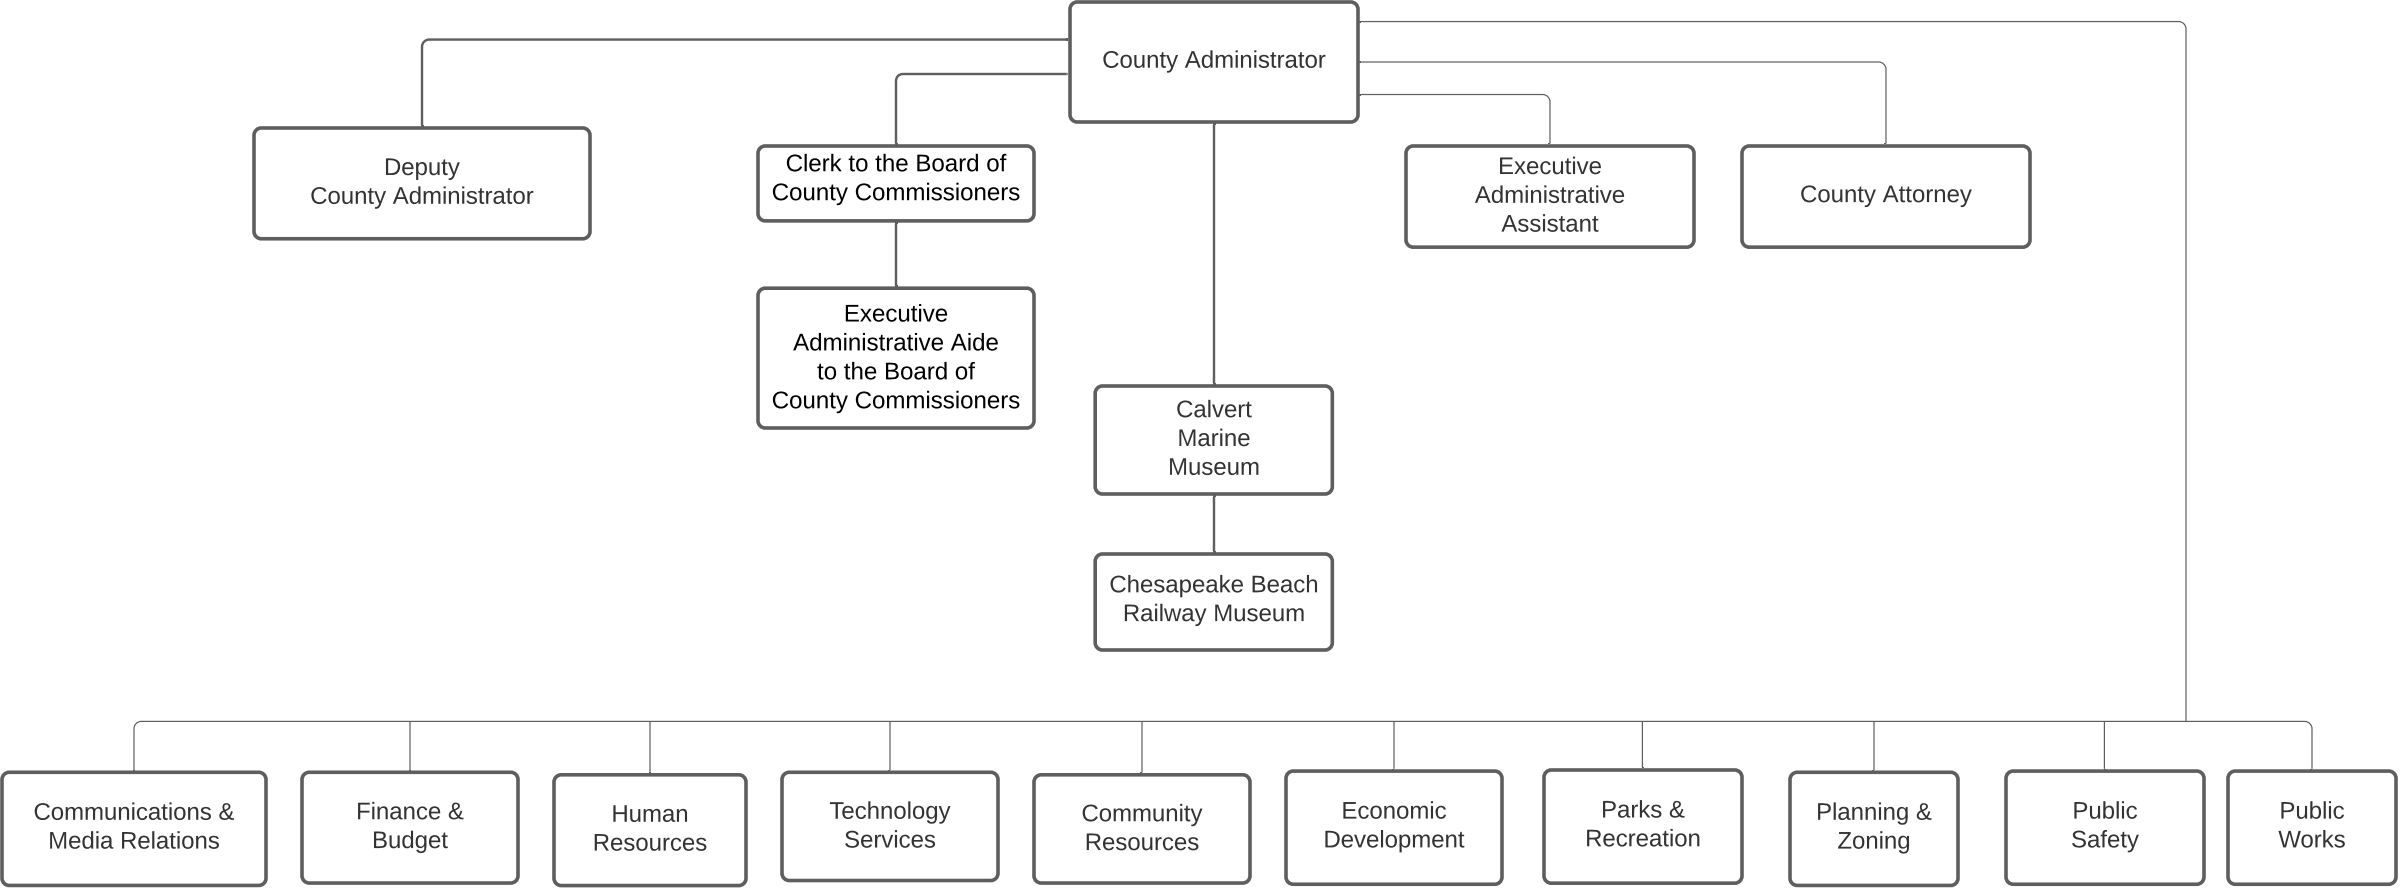 County Administrator
Deputy
County Administrator
Clerk to the Board of
County Commissioners
Executive
Administrative
Assistant
County Attorney
Executive
Administrative Aide
to the Board of
County Commissioners
Calvert
Marine
Museum
Chesapeake Beach
Railway Museum
Communications &
Media Relations
Finance &
Budget
Human
Resources
Technology
Services
Community
Resources
Economic
Development
Parks &
Recreation
Planning &
Zoning
Public
Safety
Public
Works